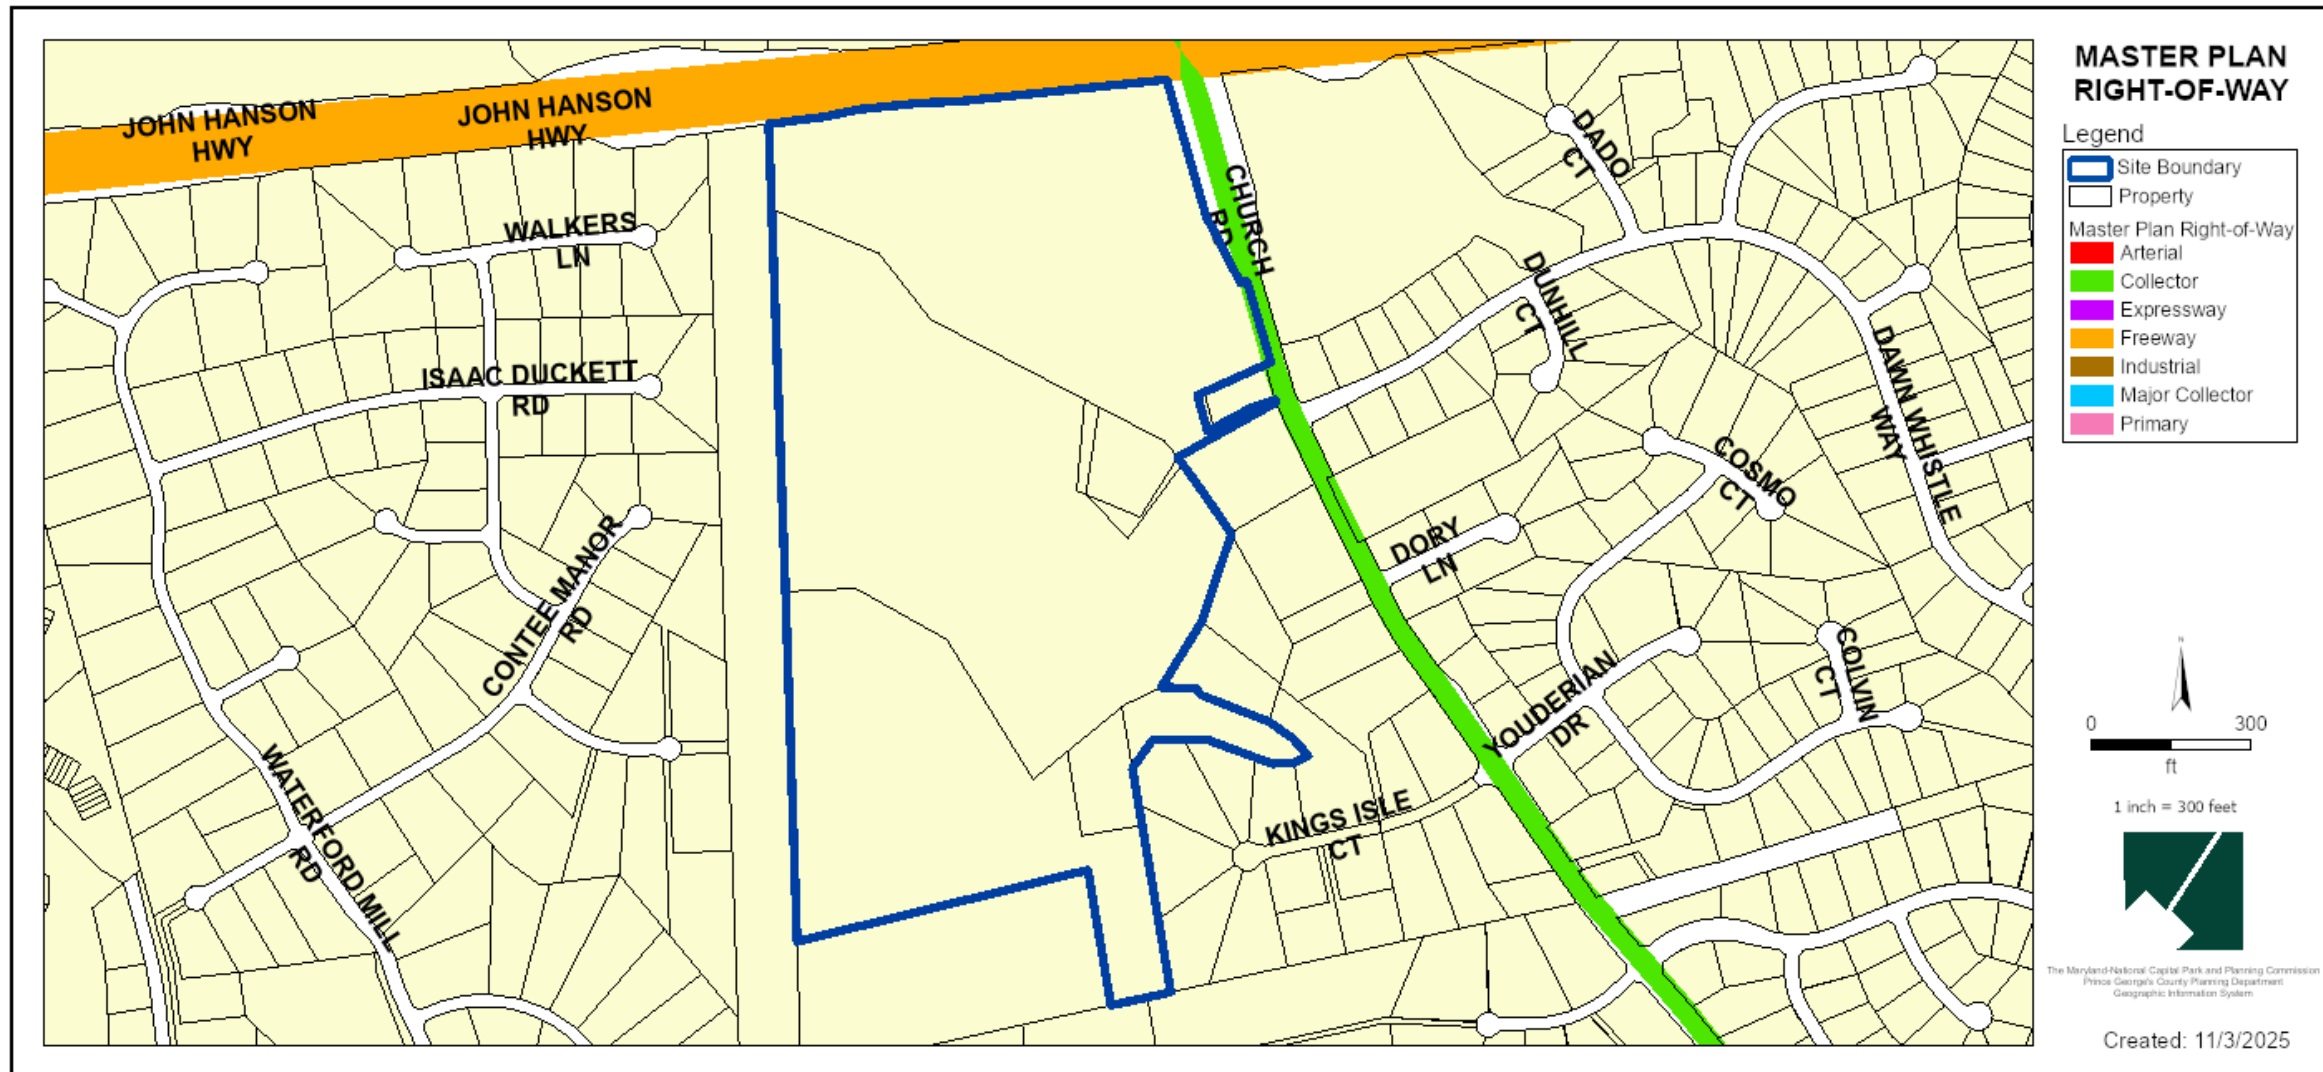 MASTER PLAN
RIGHT-OF-WAY
Legend
Site Boundary
Property
Master Plan Right-of-Way
Arterial
Collector
Expressway
Freeway
Industrial
Major Collector
Primary
JOHN HANSON
HWY
JOHN HANSON
HWY
WALKERS
LN
ISAAC DUCKETT
RD
CONTEE MANOR
RD
WATERFORD MILL
RD
CHURCH
RD
DADO
CT
DUNHILL
CT
DAWN WHISTLE
WAY
COSMO
CT
DORY
LN
YOUDERIAN
DR
COLVIN
CT
KINGS ISLE
CT
N
0 300
ft
1 inch = 300 feet
The Maryland-National Capital Park and Planning Commission
Prince George's County Planning Department
Geographic Information System
Created: 11/3/2025